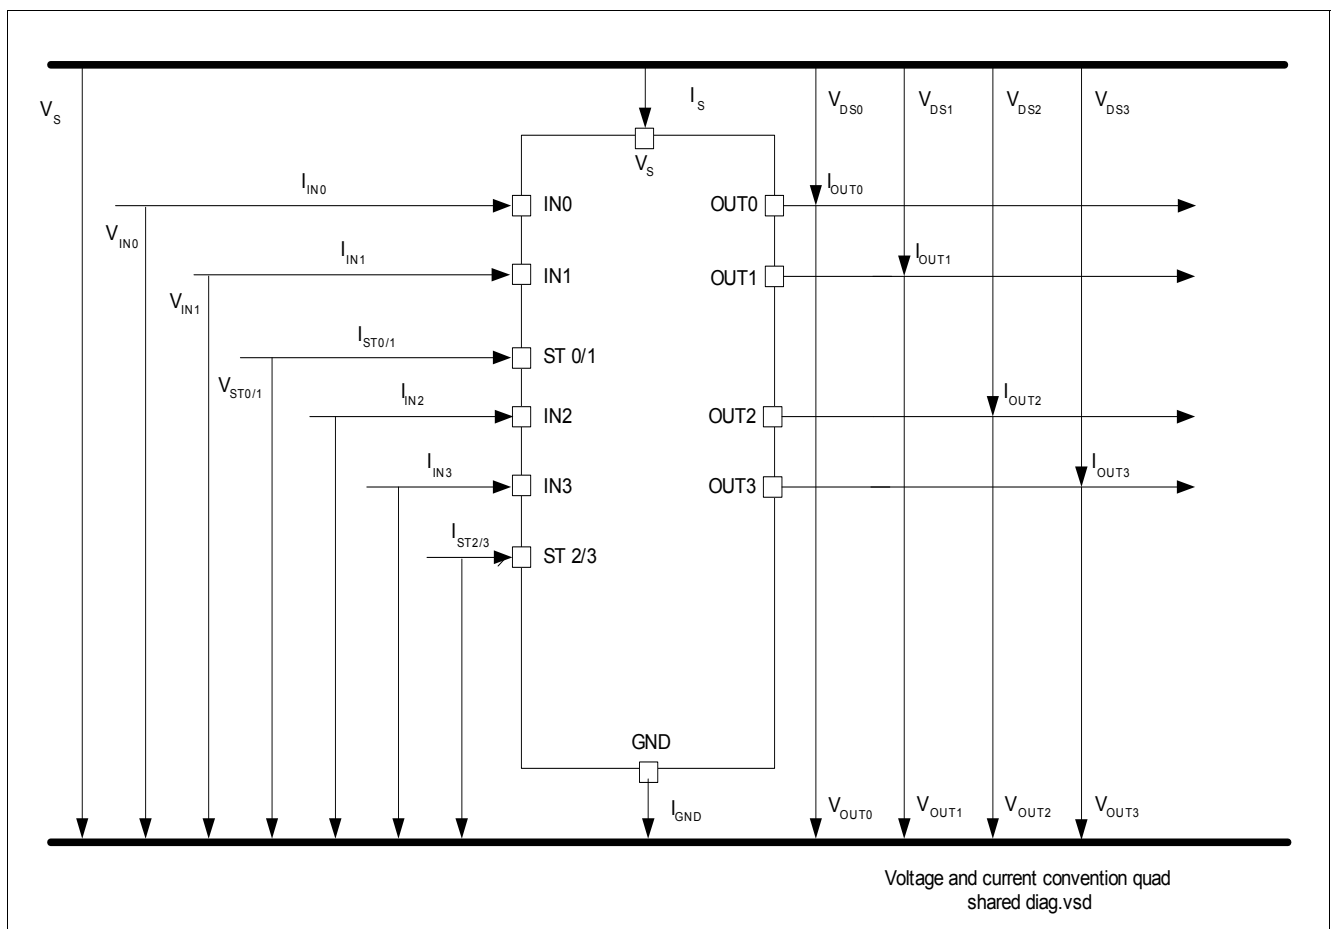 V_S
I_S
V_DS0
V_DS1
V_DS2
V_DS3
V_S
I_IN0
IN0
OUT0
I_OUT0
V_IN0
I_IN1
IN1
OUT1
I_OUT1
V_IN1
I_ST0/1
ST 0/1
V_ST0/1
I_IN2
IN2
OUT2
I_OUT2
I_IN3
IN3
OUT3
I_OUT3
I_ST2/3
ST 2/3
GND
I_GND
V_OUT0
V_OUT1
V_OUT2
V_OUT3
Voltage and current convention quad
shared diag.vsd